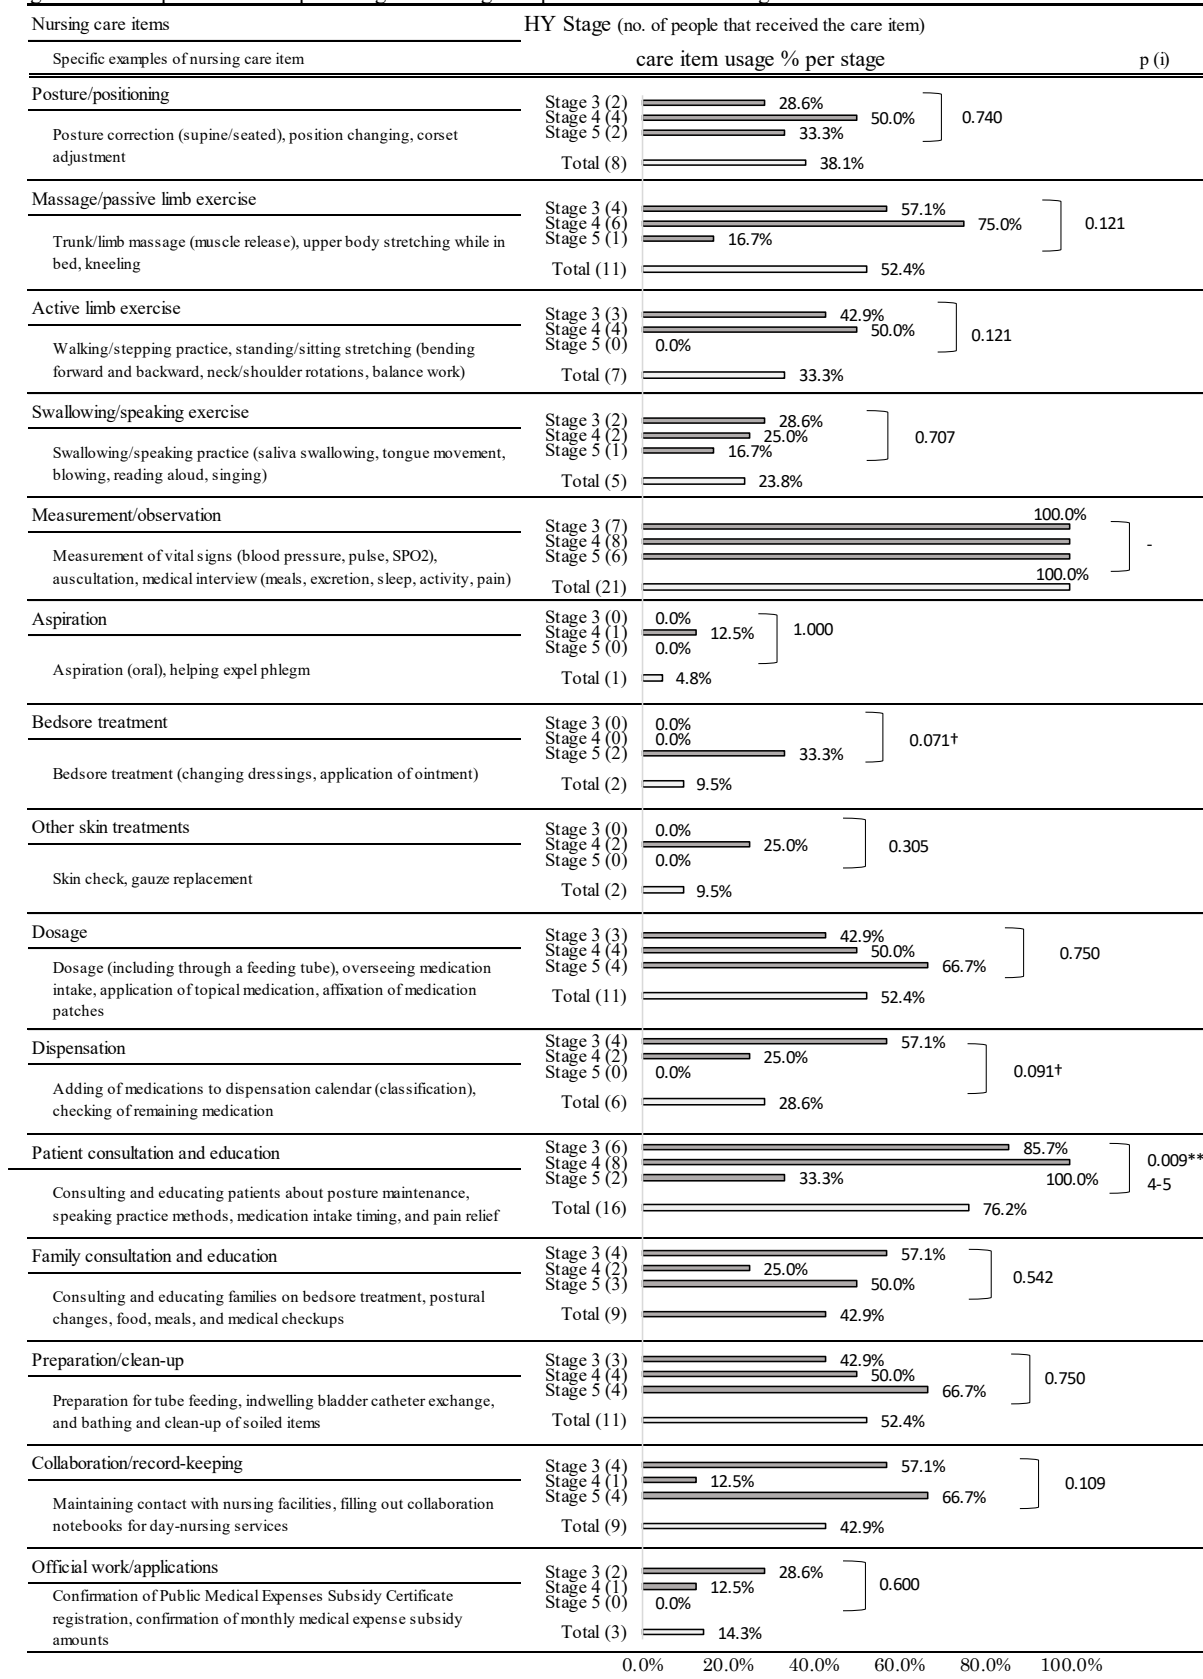 Nursing care items HY Stage (no. of people that received the care item)
Specific examples of nursing care item care item usage % per stage p (i)
Posture/positioning
Posture correction (supine/seated), position changing, corset
adjustment
Stage 3 (2) 28.6%
Stage 4 (4) 50.0%
Stage 5 (2) 33.3%
0.740
Total (8) 38.1%
Massage/passive limb exercise
Trunk/limb massage (muscle release), upper body stretching while in
bed, kneeling
Stage 3 (4) 57.1%
Stage 4 (6) 75.0%
Stage 5 (1) 16.7%
0.121
Total (11) 52.4%
Active limb exercise
Walking/stepping practice, standing/sitting stretching (bending
forward and backward, neck/shoulder rotations, balance work)
Stage 3 (3) 42.9%
Stage 4 (4) 50.0%
Stage 5 (0) 0.0%
0.121
Total (7) 33.3%
Swallowing/speaking exercise
Swallowing/speaking practice (saliva swallowing, tongue movement,
blowing, reading aloud, singing)
Stage 3 (2) 28.6%
Stage 4 (2) 25.0%
Stage 5 (1) 16.7%
0.707
Total (5) 23.8%
Measurement/observation
Measurement of vital signs (blood pressure, pulse, SPO2),
auscultation, medical interview (meals, excretion, sleep, activity, pain)
Stage 3 (7) 100.0%
Stage 4 (8)
Stage 5 (6)
-
Total (21) 100.0%
Aspiration
Aspiration (oral), helping expel phlegm
Stage 3 (0) 0.0%
Stage 4 (1) 12.5%
Stage 5 (0) 0.0%
1.000
Total (1) 4.8%
Bedsore treatment
Bedsore treatment (changing dressings, application of ointment)
Stage 3 (0) 0.0%
Stage 4 (0) 0.0%
Stage 5 (2) 33.3%
0.071†
Total (2) 9.5%
Other skin treatments
Skin check, gauze replacement
Stage 3 (0) 0.0%
Stage 4 (2) 25.0%
Stage 5 (0) 0.0%
0.305
Total (2) 9.5%
Dosage
Dosage (including through a feeding tube), overseeing medication
intake, application of topical medication, affixation of medication
patches
Stage 3 (3) 42.9%
Stage 4 (4) 50.0%
Stage 5 (4) 66.7%
0.750
Total (11) 52.4%
Dispensation
Adding of medications to dispensation calendar (classification),
checking of remaining medication
Stage 3 (4) 57.1%
Stage 4 (2) 25.0%
Stage 5 (0) 0.0%
0.091†
Total (6) 28.6%
Patient consultation and education
Consulting and educating patients about posture maintenance,
speaking practice methods, medication intake timing, and pain relief
Stage 3 (6) 85.7%
Stage 4 (8) 100.0%
Stage 5 (2) 33.3%
0.009**
4-5
Total (16) 76.2%
Family consultation and education
Consulting and educating families on bedsore treatment, postural
changes, food, meals, and medical checkups
Stage 3 (4) 57.1%
Stage 4 (2) 25.0%
Stage 5 (3) 50.0%
0.542
Total (9) 42.9%
Preparation/clean-up
Preparation for tube feeding, indwelling bladder catheter exchange,
and bathing and clean-up of soiled items
Stage 3 (3) 42.9%
Stage 4 (4) 50.0%
Stage 5 (4) 66.7%
0.750
Total (11) 52.4%
Collaboration/record-keeping
Maintaining contact with nursing facilities, filling out collaboration
notebooks for day-nursing services
Stage 3 (4) 57.1%
Stage 4 (1) 12.5%
Stage 5 (4) 66.7%
0.109
Total (9) 42.9%
Official work/applications
Confirmation of Public Medical Expenses Subsidy Certificate
registration, confirmation of monthly medical expense subsidy
amounts
Stage 3 (2) 28.6%
Stage 4 (1) 12.5%
Stage 5 (0) 0.0%
0.600
Total (3) 14.3%
0.0% 20.0% 40.0% 60.0% 80.0% 100.0%